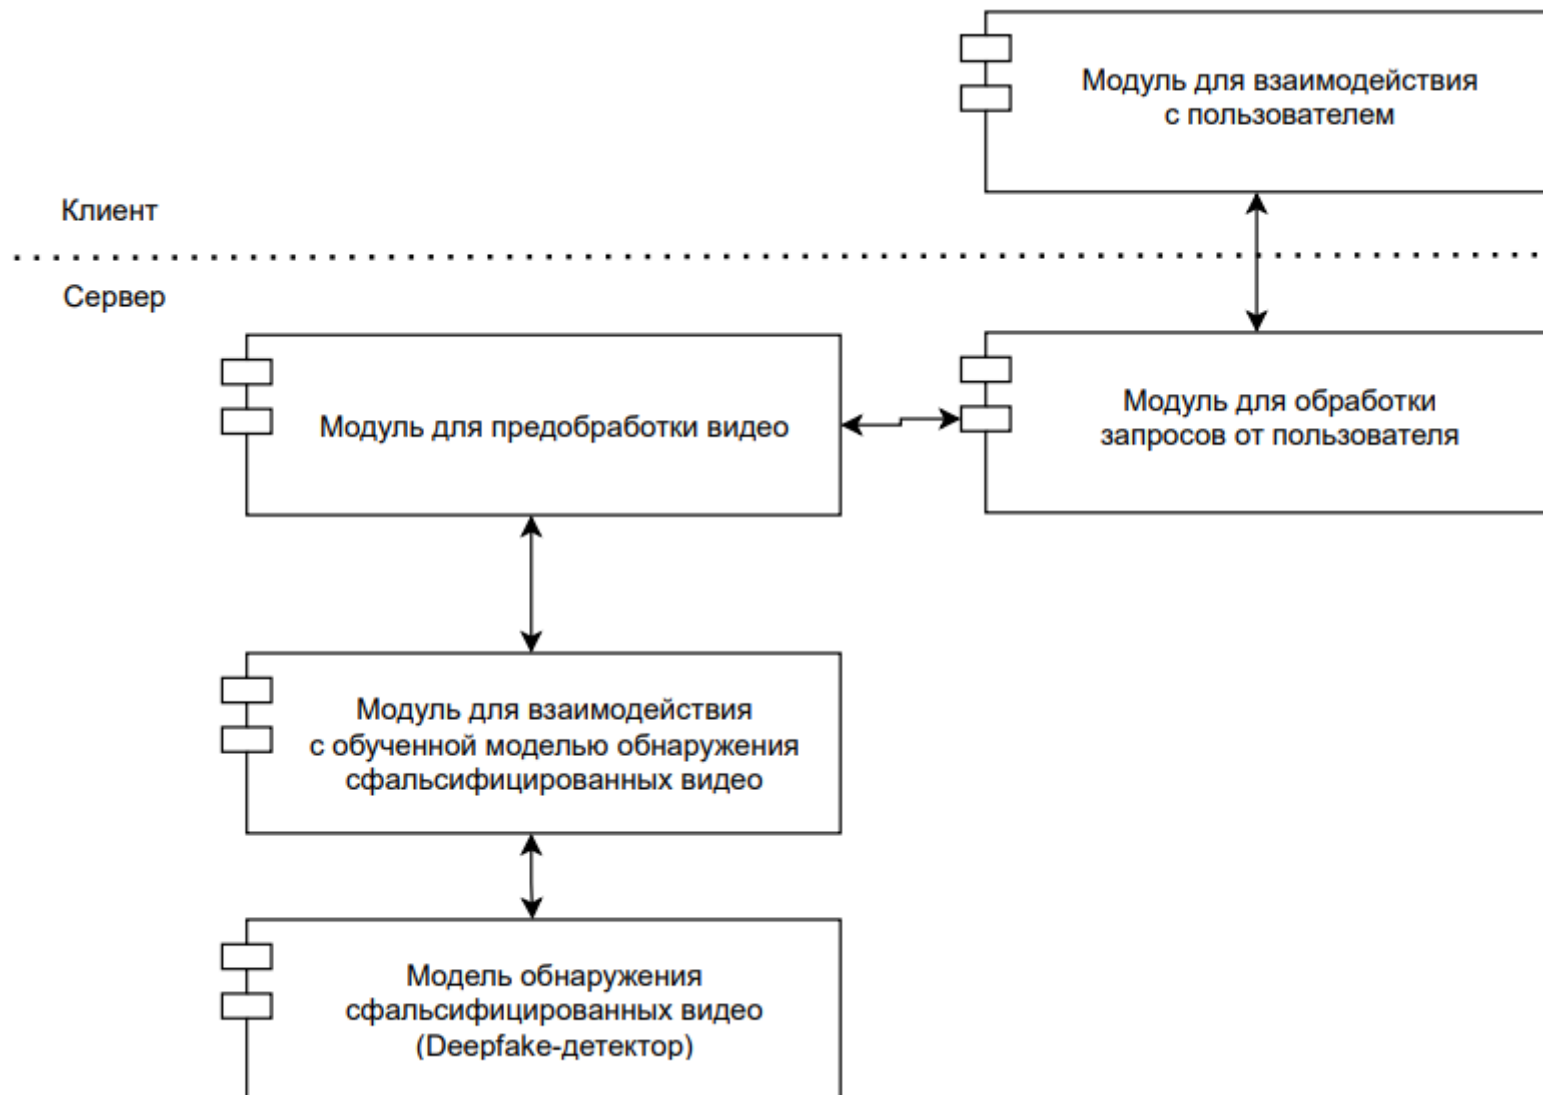 Модуль для взаимодействия
с пользователем
Клиент
Сервер
Модуль для предобработки видео
Модуль для обработки
запросов от пользователя
Модуль для взаимодействия
с обученной моделью обнаружения
сфальсифицированных видео
Модель обнаружения
сфальсифицированных видео
(Deepfake-детектор)